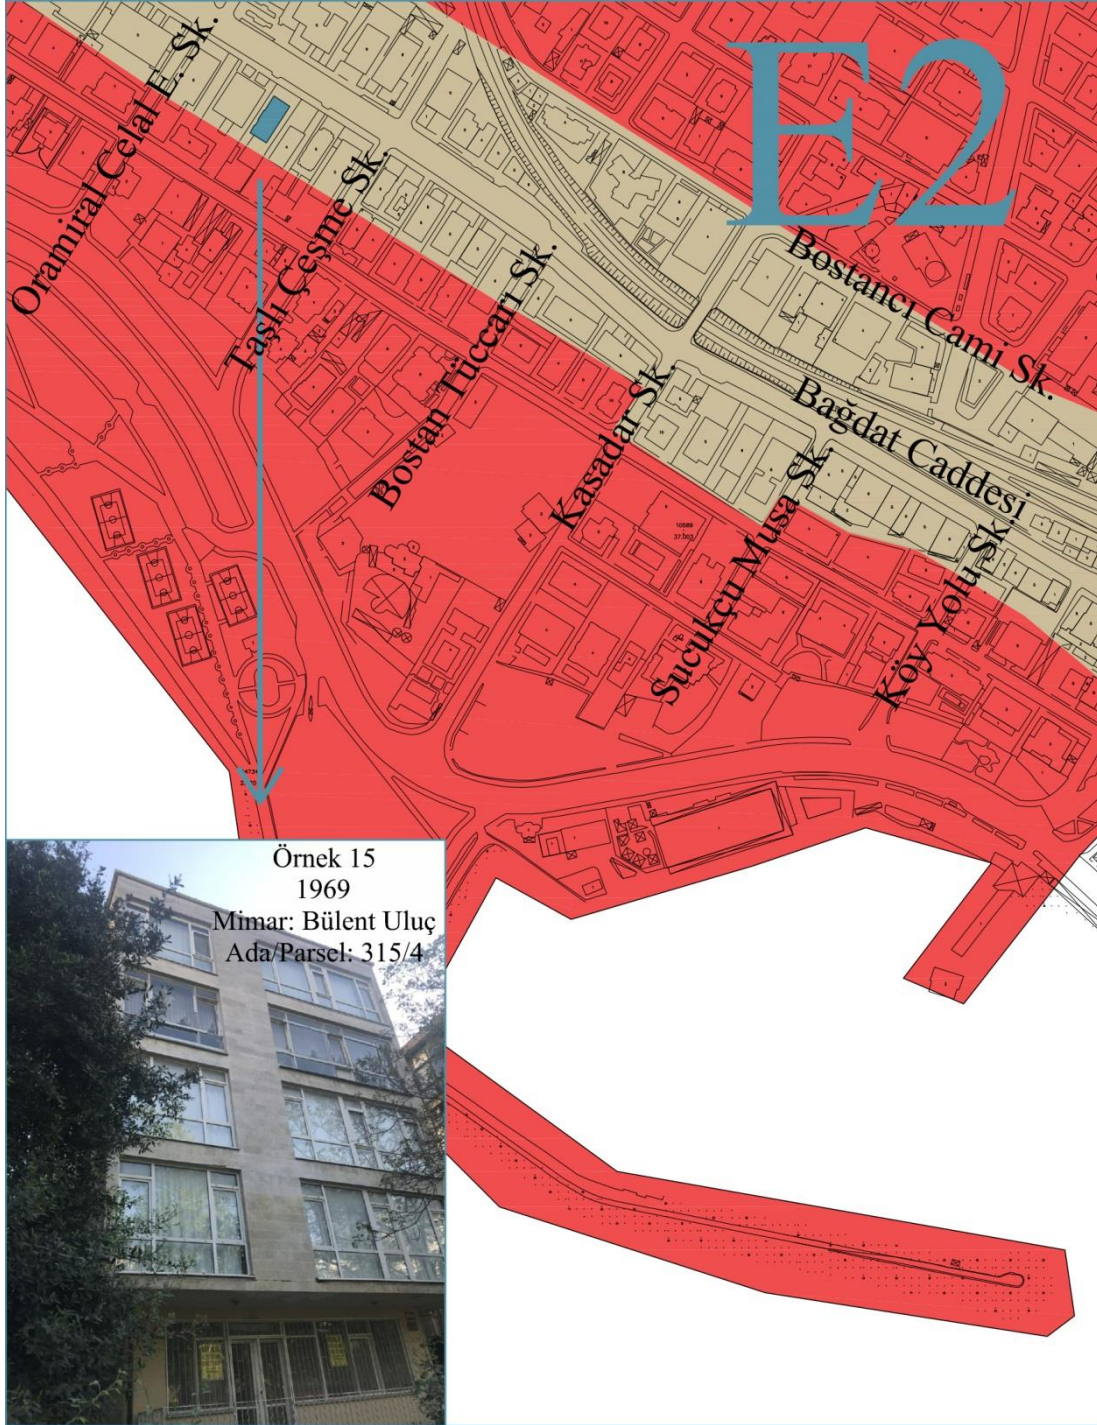 E2
Oramiral Celal E. Sk.
Taşlı Çeşme Sk.
Bostan Tüccarı Sk.
Kasadar Sk.
Sucukçu Musa Sk.
Köy Yolu Sk.
Bostancı Cami Sk.
Bağdat Caddesi
Örnek 15
1969
Mimar: Bülent Uluç
Ada/Parsel: 315/4